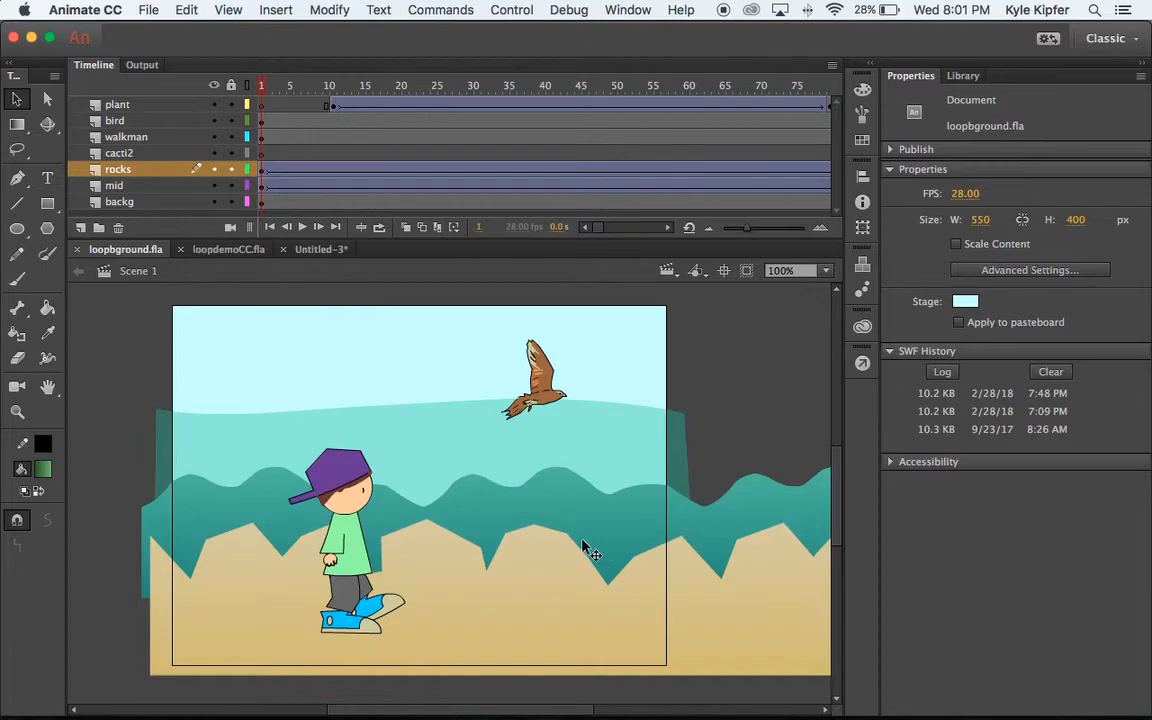 Animate CC File Edit View Insert Modify Text Commands Control Debug Window Help 28% Wed 8:01 PM Kyle Kipfer
An Classic
T... Timeline Output Properties Library
1 5 10 15 20 25 30 35 40 45 50 55 60 65 70 75
Document
plant
bird
loopbground.fla
walkman
cacti2
Publish
rocks
Properties
mid
FPS: 28.00
backg
Size: W: 550 H: 400 px
1 28.00 fps 0.0 s
Scale Content
loopbground.fla loopdemoCC.fla Untitled-3*
Scene 1 100%
Advanced Settings...
Stage:
Apply to pasteboard
SWF History
Log Clear
10.2 KB 2/28/18 7:48 PM
10.2 KB 2/28/18 7:09 PM
10.3 KB 9/23/17 8:26 AM
Accessibility